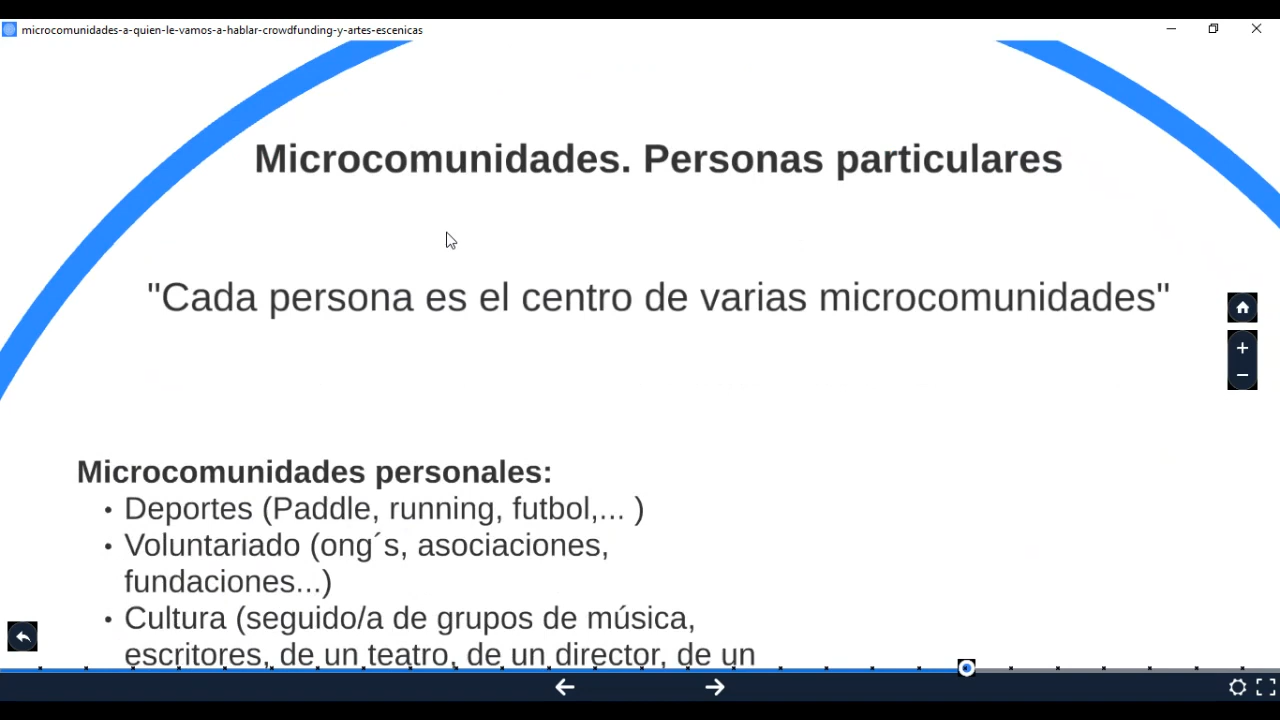 microcomunidades-a-quien-le-vamos-a-hablar-crowdfunding-y-artes-escenicas
Microcomunidades. Personas particulares
"Cada persona es el centro de varias microcomunidades"
Microcomunidades personales:
• Deportes (Paddle, running, futbol,... )
• Voluntariado (ong´s, asociaciones,
fundaciones...)
• Cultura (seguido/a de grupos de música,
escritores, de un teatro, de un director, de un